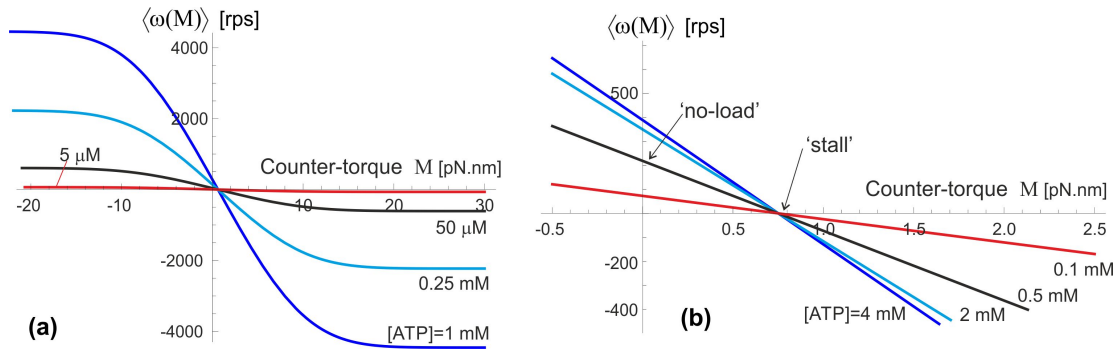 ⟨ω(M)⟩ [rps]
4000
2000
5 μM
Counter-torque M [pN.nm]
-20
-10
10
20
30
50 μM
-2000
0.25 mM
(a)
[ATP]=1 mM
-4000
⟨ω(M)⟩ [rps]
500
'no-load'
'stall'
Counter-torque M [pN.nm]
-0.5
0.5
1.0
1.5
2.0
2.5
-200
0.1 mM
0.5 mM
-400
(b)
[ATP]=4 mM
2 mM